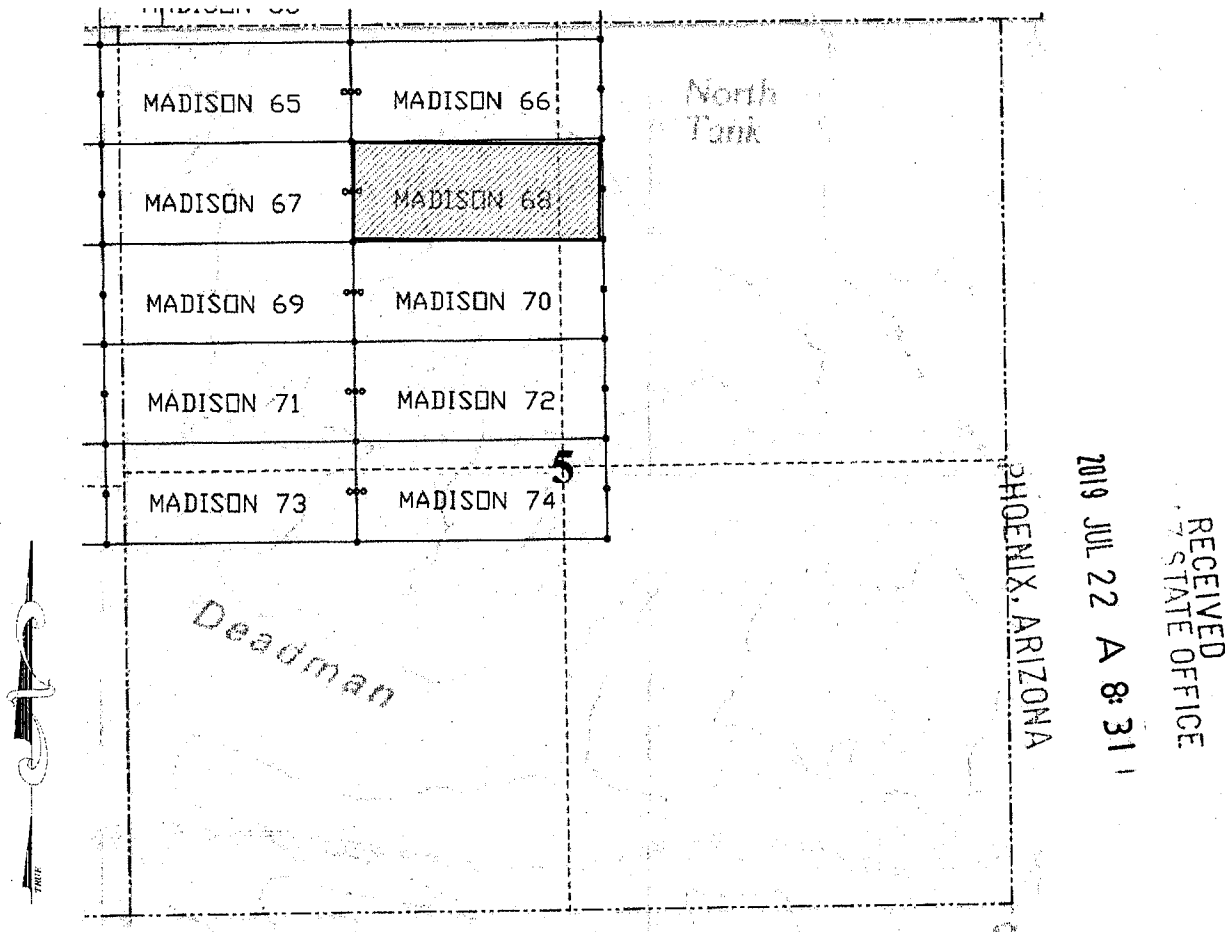 MADISON 65
MADISON 66
North
Tank
MADISON 67
MADISON 68
MADISON 69
MADISON 70
MADISON 71
MADISON 72
5
MADISON 73
MADISON 74
Deadman
TRUE
RECEIVED
STATE OFFICE
2019 JUL 22 A 8:31
PHOENIX, ARIZONA